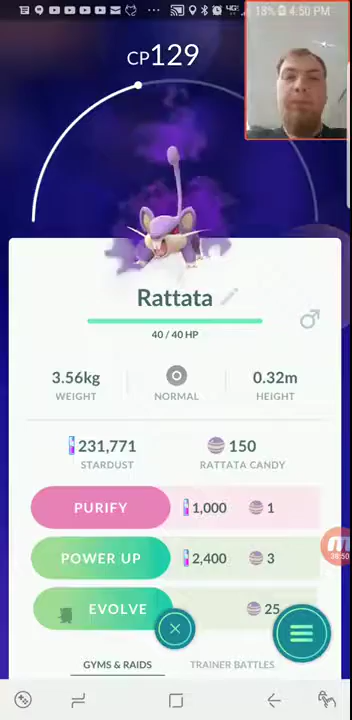 18% 4:50 PM
CP129
Rattata
40 / 40 HP
3.56kg NORMAL 0.32m
WEIGHT HEIGHT
231,771 150
STARDUST RATTATA CANDY
PURIFY 1,000 1
POWER UP 2,400 3
EVOLVE 25
GYMS & RAIDS TRAINER BATTLES